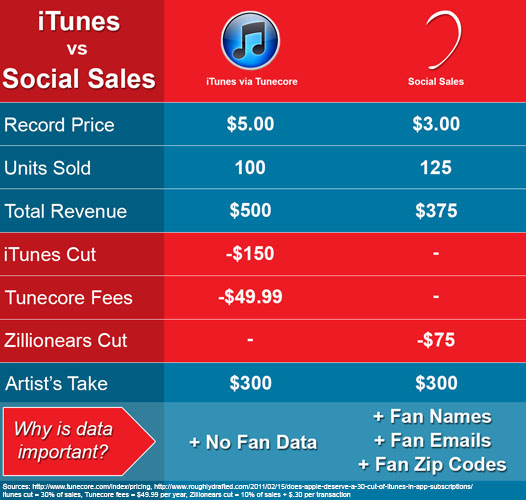 iTunes
vs
Social Sales
iTunes via Tunecore
Social Sales
Record Price $5.00 $3.00
Units Sold 100 125
Total Revenue $500 $375
iTunes Cut -$150 -
Tunecore Fees -$49.99 -
Zillionears Cut - -$75
Artist's Take $300 $300
Why is data
important?
+ No Fan Data
+ Fan Names
+ Fan Emails
+ Fan Zip Codes
Sources: http://www.tunecore.com/index/pricing, http://www.roughlydrafted.com/2011/02/15/does-apple-deserve-a-30-cut-of-itunes-in-app-subscriptions/
itunes cut = 30% of sales, Tunecore fees = $49.99 per year, Zillionears cut = 10% of sales + $.30 per transaction